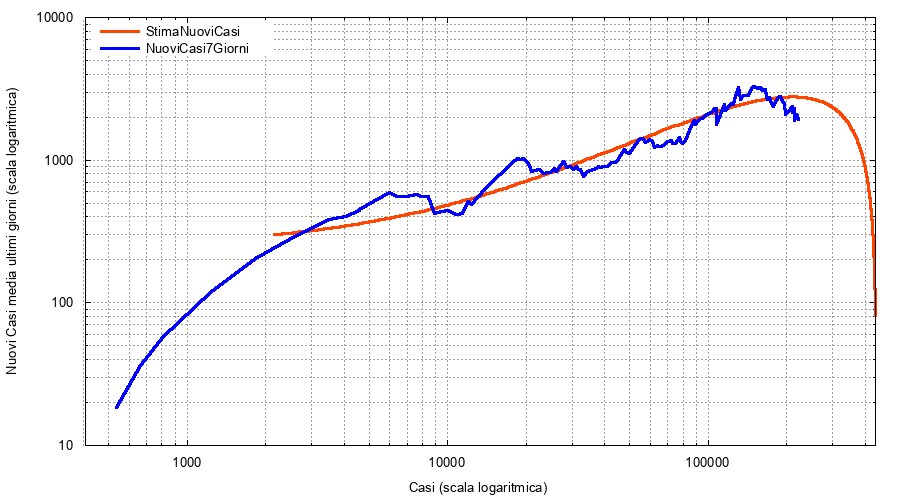 10000
StimaNuoviCasi
NuoviCasi7Giorni
1000
100
10
Nuovi Casi media ultimi giorni (scala logaritmica)
1000
10000
100000
Casi (scala logaritmica)